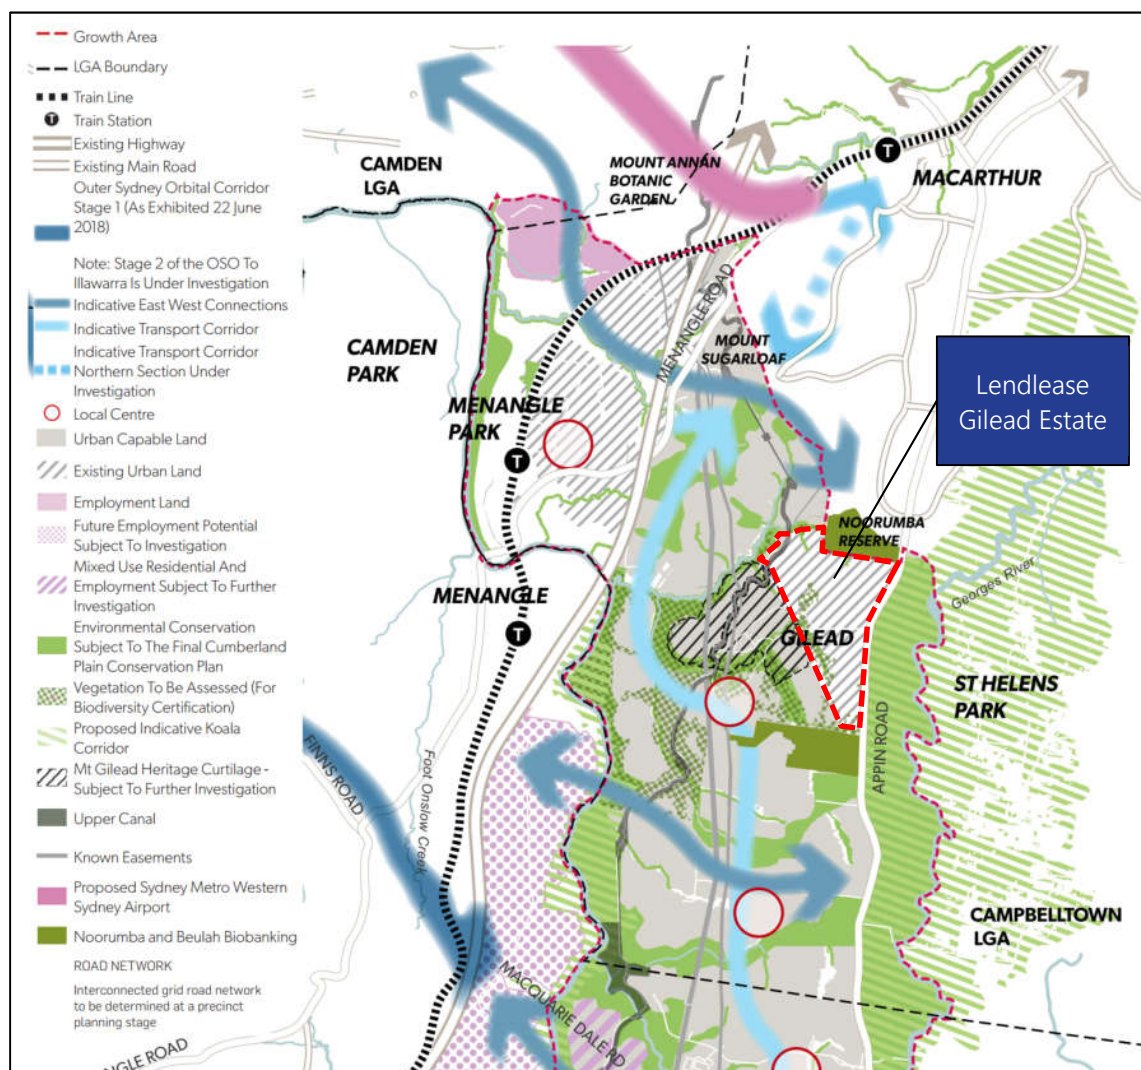 Growth Area
LGA Boundary
Train Line
T
Train Station
Existing Highway
Existing Main Road
Outer Sydney Orbital Corridor
Stage 1 (As Exhibited 22 June
2018)
Note: Stage 2 of the OSO To
Illawarra Is Under Investigation
Indicative East West Connections
Indicative Transport Corridor
Indicative Transport Corridor
Northern Section Under
Investigation
Local Centre
Urban Capable Land
Existing Urban Land
Employment Land
Future Employment Potential
Subject To Investigation
Mixed Use Residential And
Employment Subject To Further
Investigation
Environmental Conservation
Subject To The Final Cumberland
Plain Conservation Plan
Vegetation To Be Assessed (For
Biodiversity Certification)
Proposed Indicative Koala
Corridor
Mt Gilead Heritage Curtilage -
Subject To Further Investigation
Upper Canal
Known Easements
Proposed Sydney Metro Western
Sydney Airport
Noorumba and Beulah Biobanking
ROAD NETWORK
Interconnected grid road network
to be determined at a precinct
planning stage
CAMDEN
LGA
MOUNT ANNAN
BOTANIC
GARDEN
T
MACARTHUR
MENANGLE ROAD
MOUNT
SUGARLOAF
CAMDEN
PARK
MENANGLE
PARK
T
Lendlease
Gilead Estate
NOORUMBA
RESERVE
Georges River
MENANGLE
T
GILEAD
ST HELENS
PARK
APPIN ROAD
FINNS ROAD
Foot Onslow Creek
CAMPBELLTOWN
LGA
MACQUARIE DALE RD
NGLE ROAD